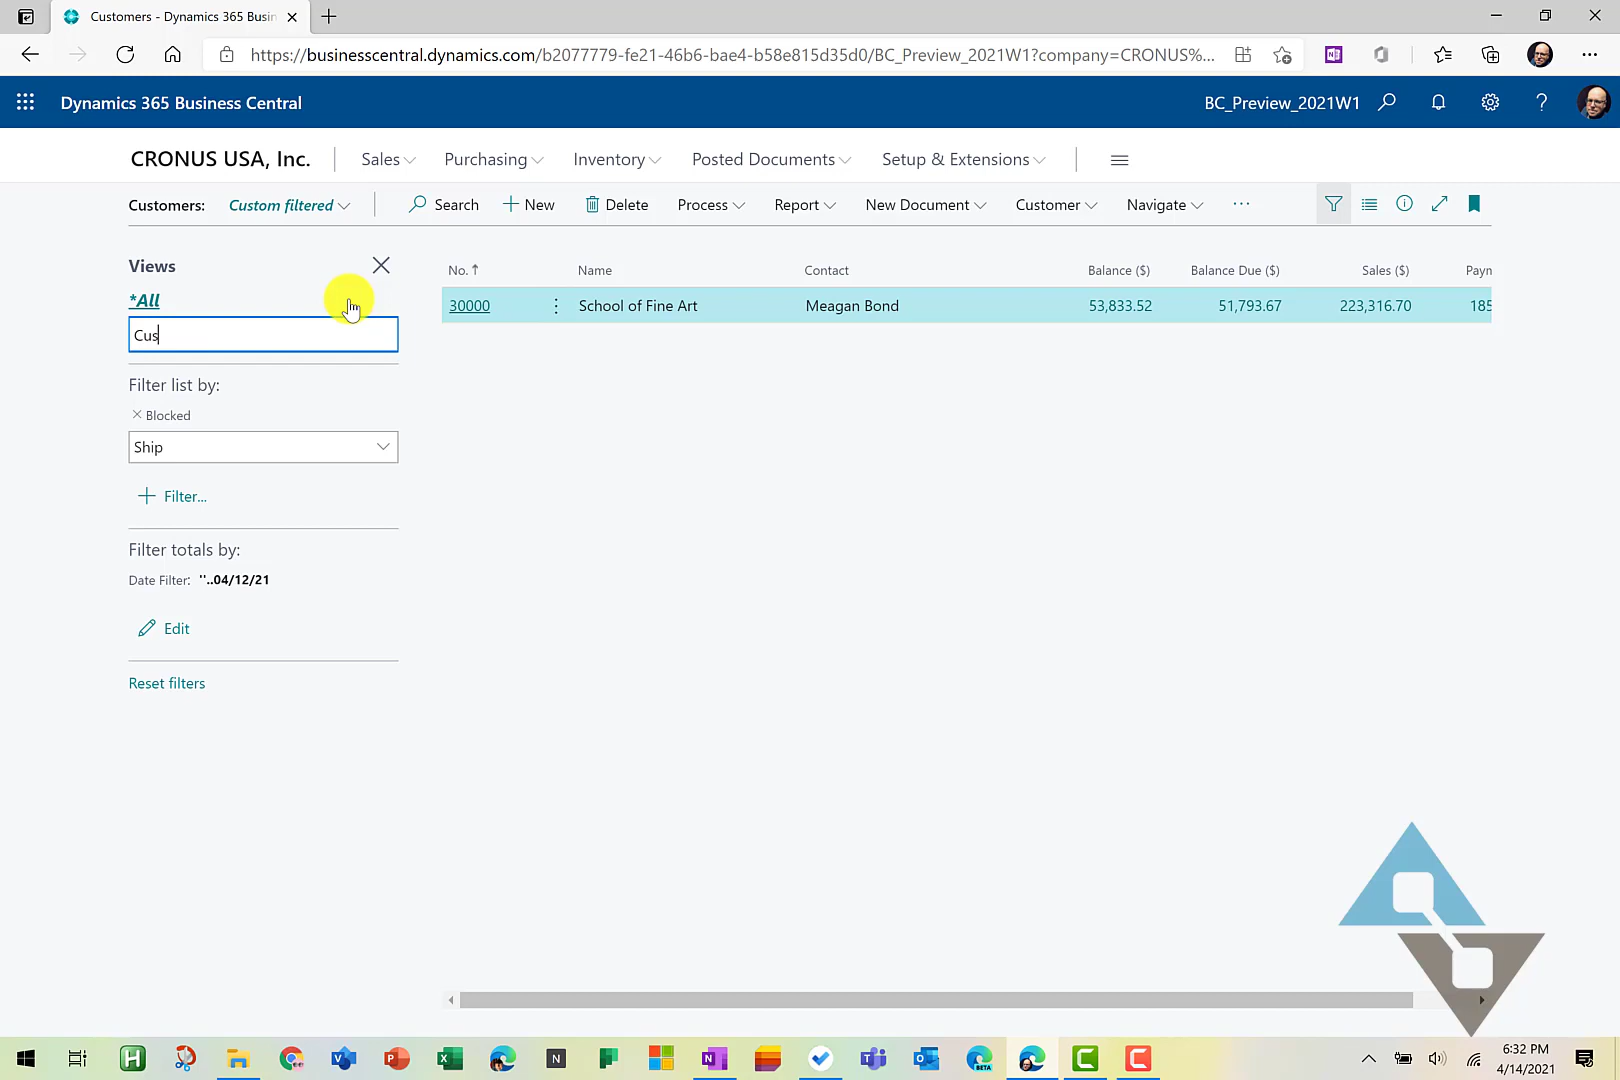 Customers - Dynamics 365 Busin
https://businesscentral.dynamics.com/b2077779-fe21-46b6-bae4-b58e815d35d0/BC_Preview_2021W1?company=CRONUS%...
Dynamics 365 Business Central
BC_Preview_2021W1
?
CRONUS USA, Inc.
Sales
Purchasing
Inventory
Posted Documents
Setup & Extensions
Customers:
Custom filtered
Search
New
Delete
Process
Report
New Document
Customer
Navigate
Views
*All
Cus
Filter list by:
Blocked
Ship
Filter...
Filter totals by:
Date Filter: ''..04/12/21
Edit
Reset filters
No. ↑
Name
Contact
Balance ($)
Balance Due ($)
Sales ($)
Paym
30000
School of Fine Art
Meagan Bond
53,833.52
51,793.67
223,316.70
185
6:32 PM
4/14/2021